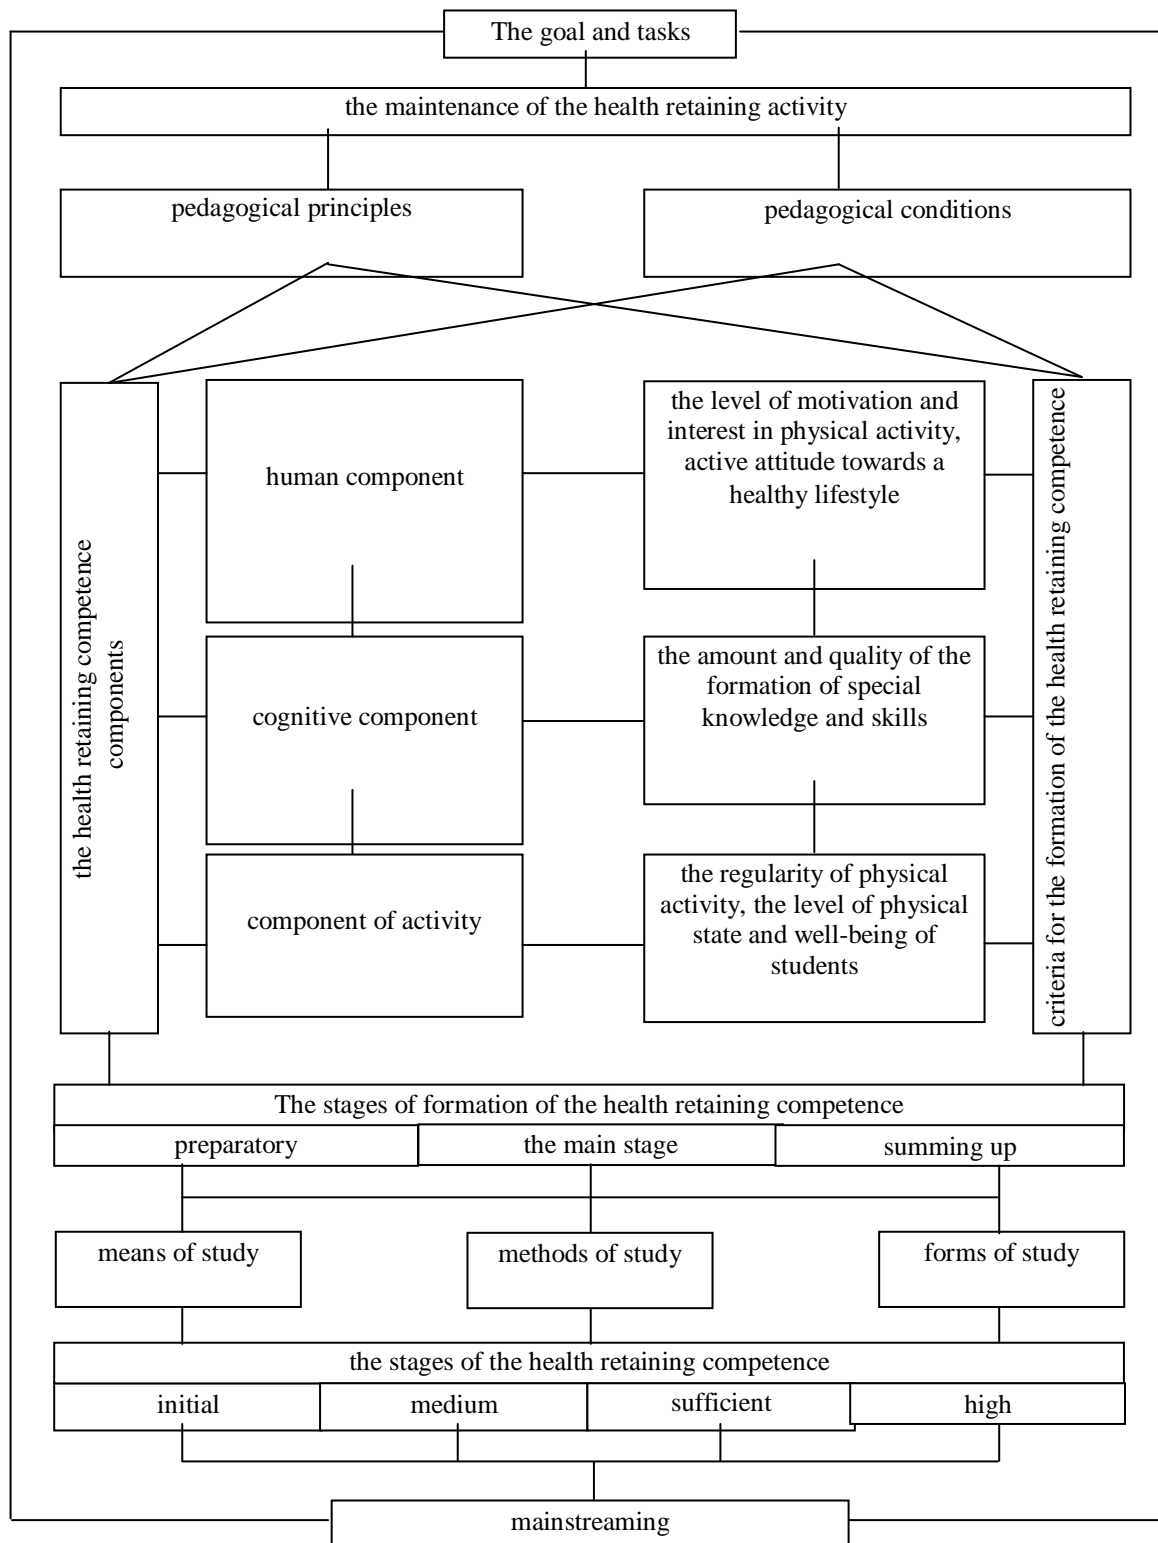 The goal and tasks
the maintenance of the health retaining activity
pedagogical principles
pedagogical conditions
the health retaining competence
components
human component
the level of motivation and
interest in physical activity,
active attitude towards a
healthy lifestyle
criteria for the formation of the health retaining competence
cognitive component
the amount and quality of the
formation of special
knowledge and skills
component of activity
the regularity of physical
activity, the level of physical
state and well-being of
students
The stages of formation of the health retaining competence
preparatory
the main stage
summing up
means of study
methods of study
forms of study
the stages of the health retaining competence
initial
medium
sufficient
high
mainstreaming